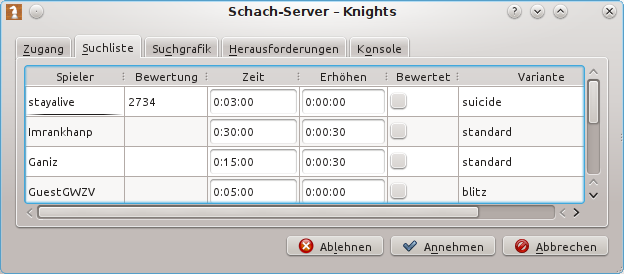 Schach-Server – Knights
Zugang Suchliste Suchgrafik Herausforderungen Konsole
Spieler Bewertung Zeit Erhöhen Bewertet Variante
stayalive 2734 0:03:00 0:00:00 suicide
Imrankhanp 0:30:00 0:00:30 standard
Ganiz 0:15:00 0:00:30 standard
GuestGWZV 0:05:00 0:00:00 blitz
Ablehnen Annehmen Abbrechen